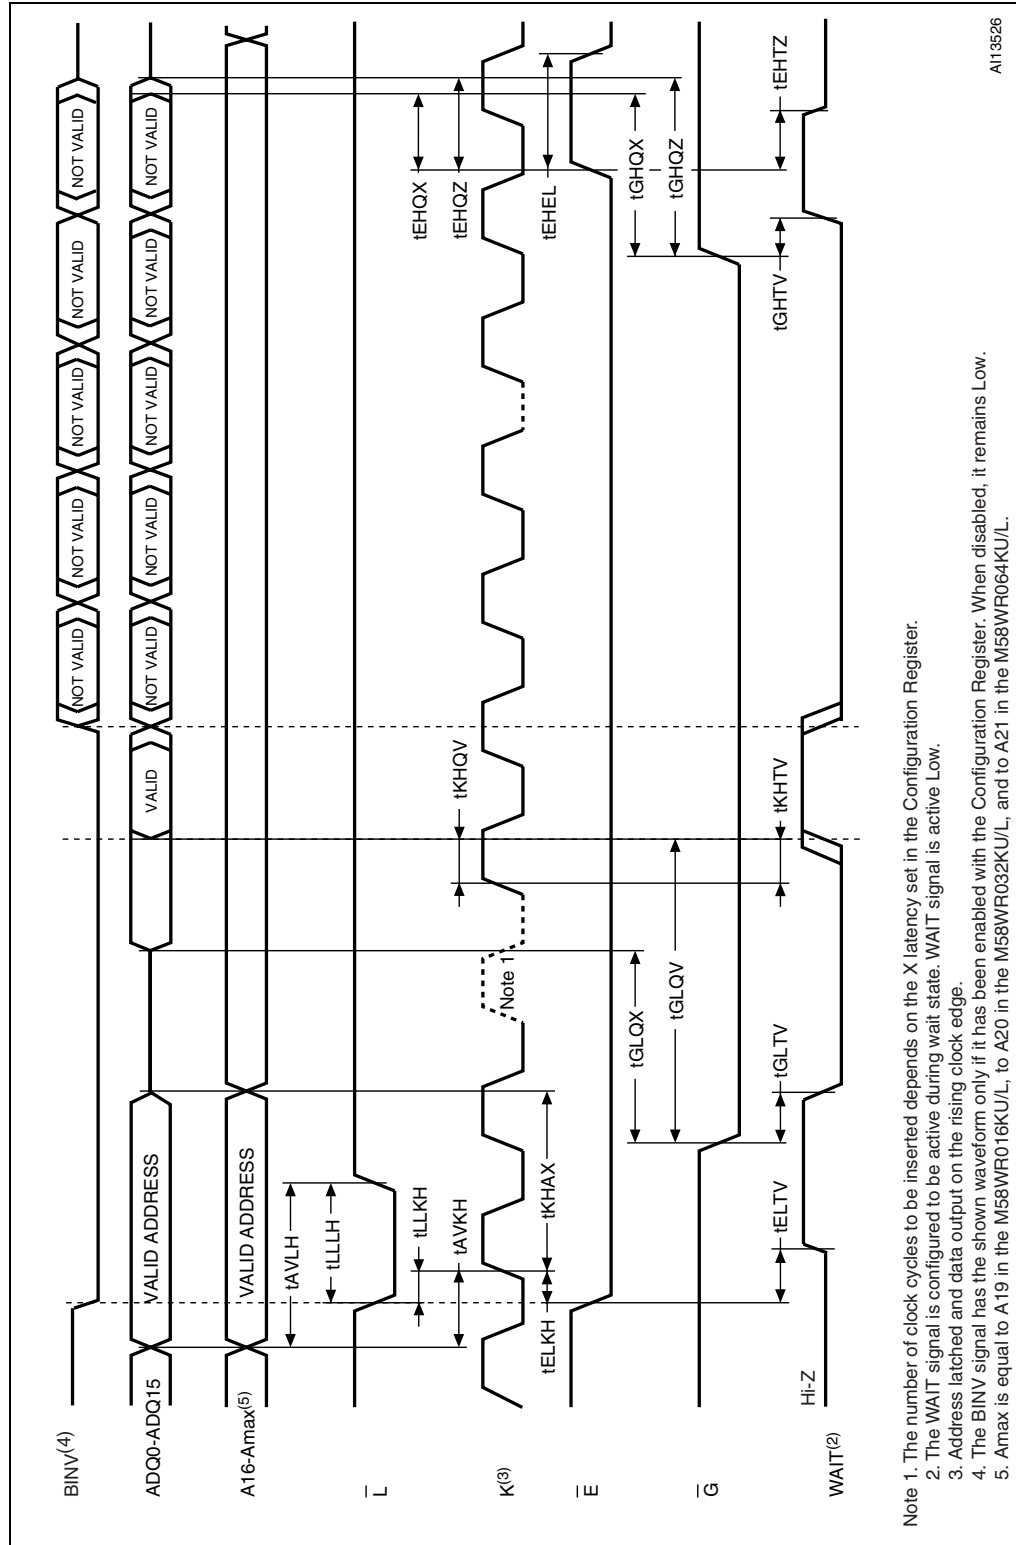 BINV(4)
NOT VALID
NOT VALID
NOT VALID
NOT VALID
NOT VALID
ADQ0-ADQ15
VALID ADDRESS
VALID
NOT VALID
NOT VALID
NOT VALID
NOT VALID
NOT VALID
A16-Amax(5)
VALID ADDRESS
tAVLH
L
tLLLH
tLLKH
tEHQX
tAVKH
tKHQV
tEHQZ
K(3)
Note 1
tELKH
tKHAX
tEHEL
E
tGLQX
tGHQX
tGLQV
tGHQZ
G
tELTV
tGLTV
tKHTV
tGHTV
tEHTZ
Hi-Z
WAIT(2)
Note 1. The number of clock cycles to be inserted depends on the X latency set in the Configuration Register.
2. The WAIT signal is configured to be active during wait state. WAIT signal is active Low.
3. Address latched and data output on the rising clock edge.
4. The BINV signal has the shown waveform only if it has been enabled with the Configuration Register. When disabled, it remains Low.
5. Amax is equal to A19 in the M58WR016KU/L, to A20 in the M58WR032KU/L, and to A21 in the M58WR064KU/L.
AI13526